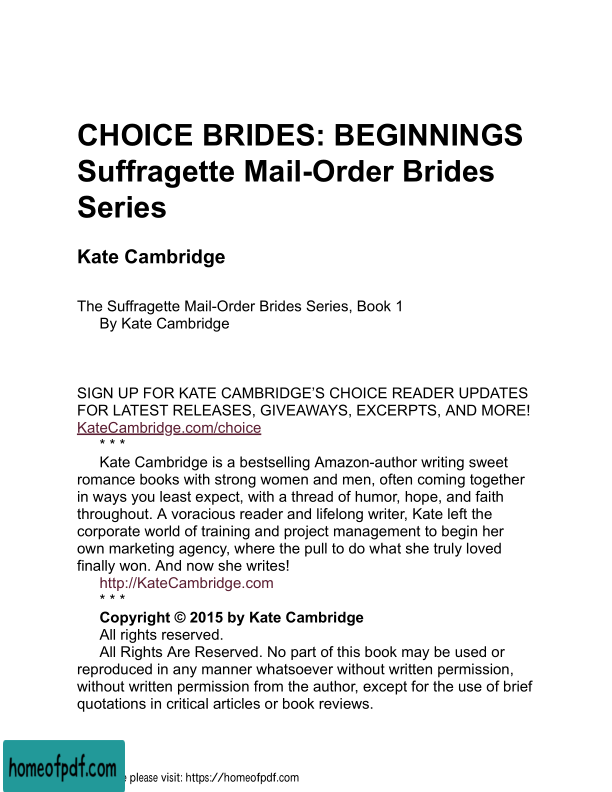 CHOICE BRIDES: BEGINNINGS
Suffragette Mail-Order Brides
Series
Kate Cambridge
The Suffragette Mail-Order Brides Series, Book 1
By Kate Cambridge
SIGN UP FOR KATE CAMBRIDGE’S CHOICE READER UPDATES
FOR LATEST RELEASES, GIVEAWAYS, EXCERPTS, AND MORE!
KateCambridge.com/choice
* * *
Kate Cambridge is a bestselling Amazon-author writing sweet
romance books with strong women and men, often coming together
in ways you least expect, with a thread of humor, hope, and faith
throughout. A voracious reader and lifelong writer, Kate left the
corporate world of training and project management to begin her
own marketing agency, where the pull to do what she truly loved
finally won. And now she writes!
http://KateCambridge.com
* * *
Copyright © 2015 by Kate Cambridge
All rights reserved.
All Rights Are Reserved. No part of this book may be used or
reproduced in any manner whatsoever without written permission,
without written permission from the author, except for the use of brief
quotations in critical articles or book reviews.
homeofpdf.com
please visit: https://homeofpdf.com